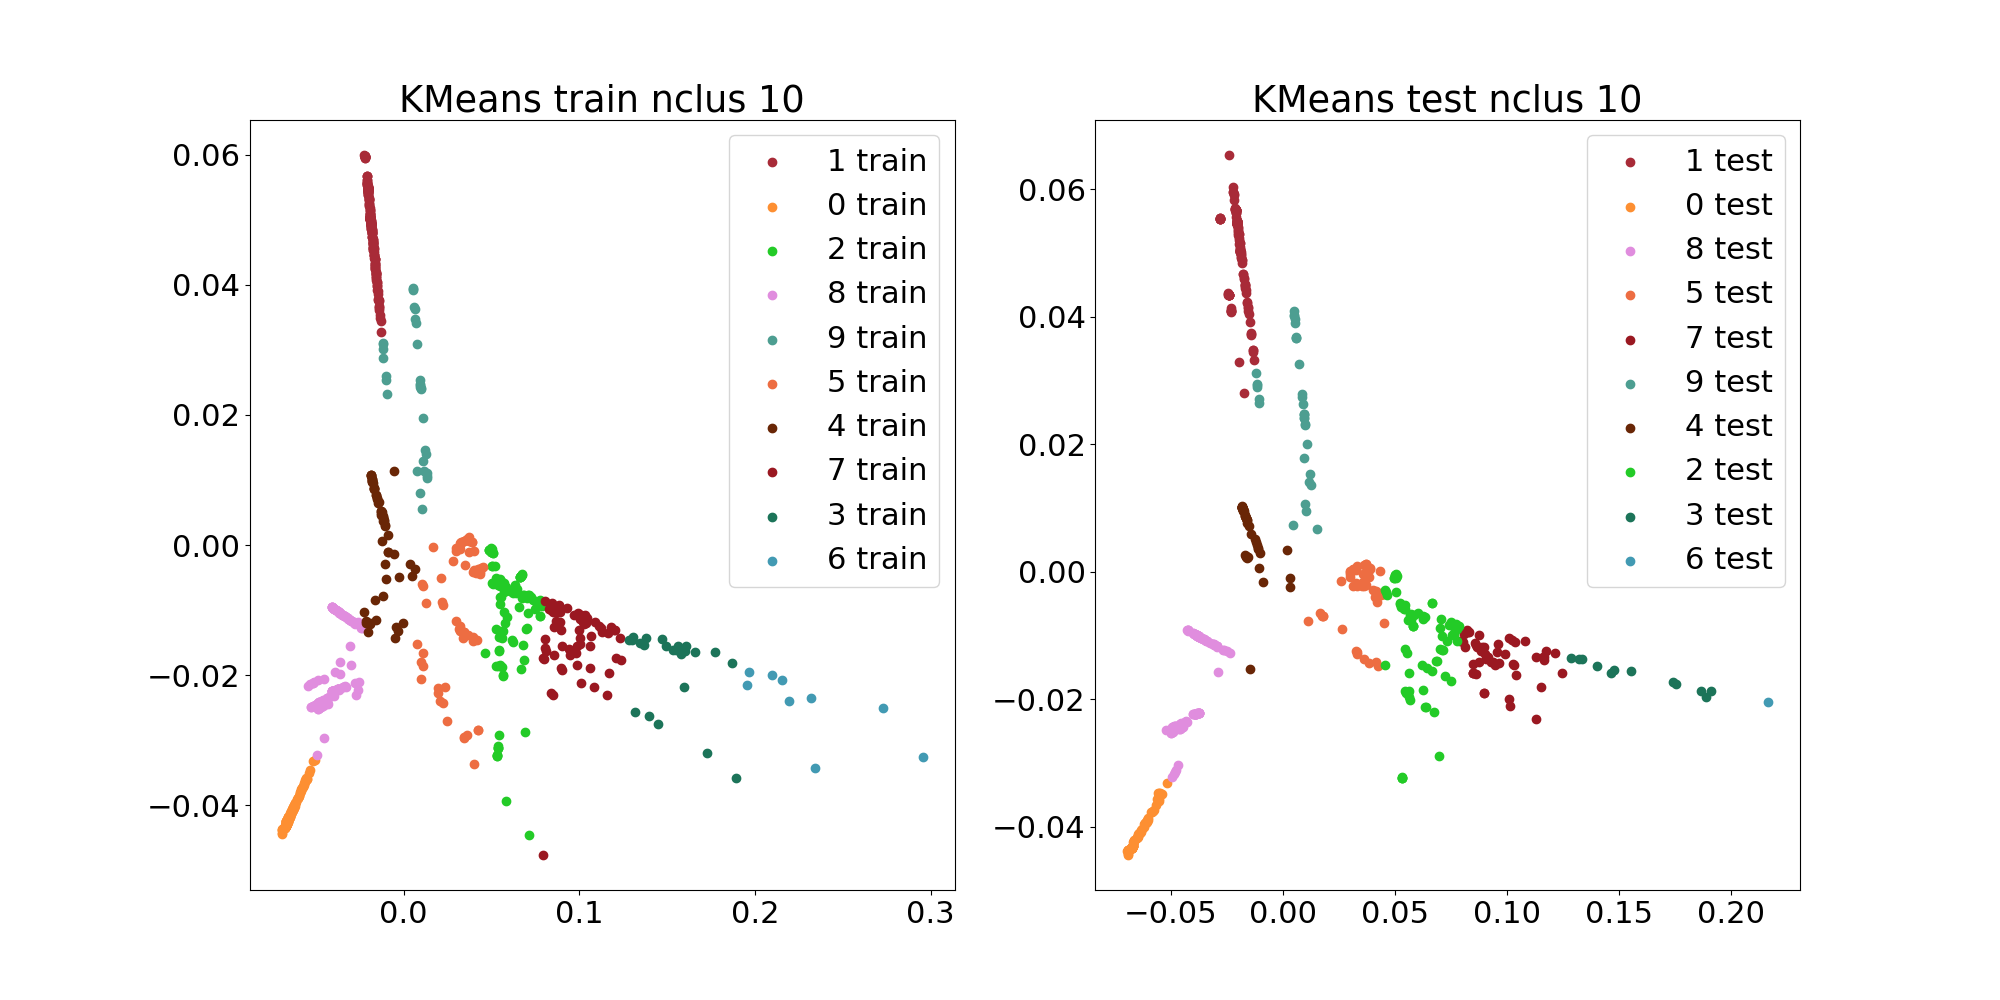 KMeans train nclus 10
0.06
0.04
0.02
0.00
−0.02
−0.04
0.0
0.1
0.2
0.3
1 train
0 train
2 train
8 train
9 train
5 train
4 train
7 train
3 train
6 train
KMeans test nclus 10
0.06
0.04
0.02
0.00
−0.02
−0.04
−0.05
0.00
0.05
0.10
0.15
0.20
1 test
0 test
8 test
5 test
7 test
9 test
4 test
2 test
3 test
6 test